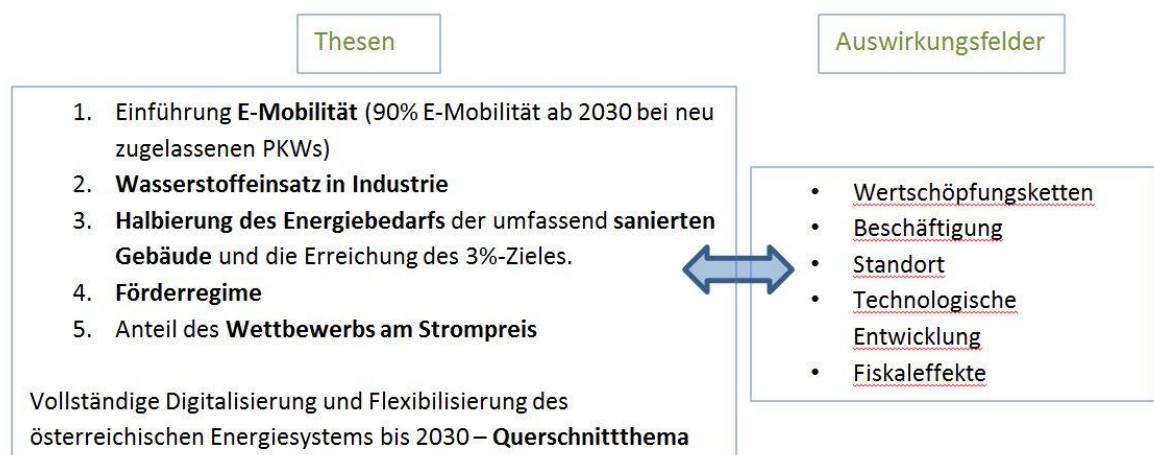 Thesen
Auswirkungsfelder
1. Einführung E-Mobilität (90% E-Mobilität ab 2030 bei neu
zugelassenen PKWs)
2. Wasserstoffeinsatz in Industrie
3. Halbierung des Energiebedarfs der umfassend sanierten
Gebäude und die Erreichung des 3%-Zieles.
4. Förderregime
5. Anteil des Wettbewerbs am Strompreis
Vollständige Digitalisierung und Flexibilisierung des
österreichischen Energiesystems bis 2030 – Querschnittthema
• Wertschöpfungsketten
• Beschäftigung
• Standort
• Technologische
Entwicklung
• Fiskaleffekte